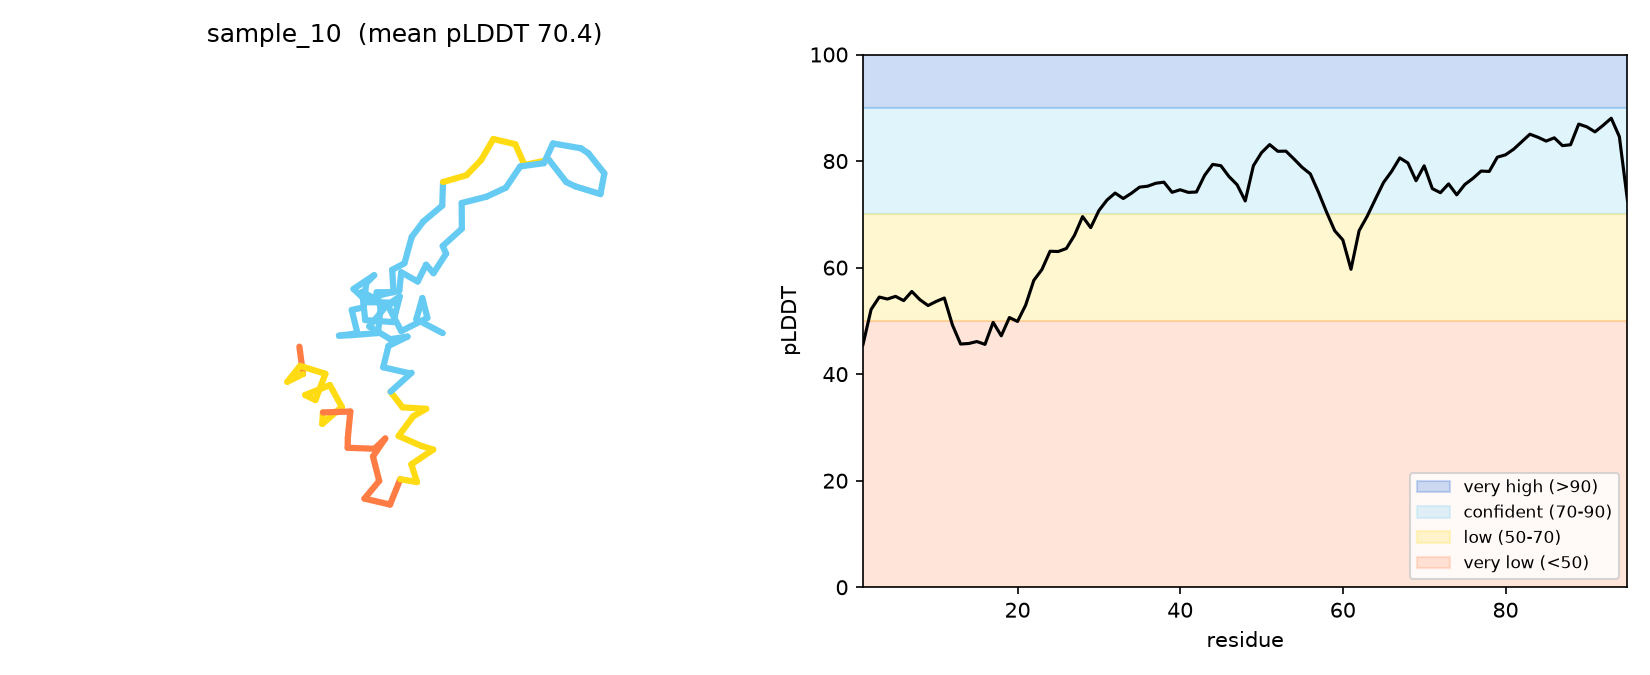 sample_10  (mean pLDDT 70.4)
100
80
60
40
20
0
pLDDT
20
40
60
80
residue
very high (>90)
confident (70-90)
low (50-70)
very low (<50)